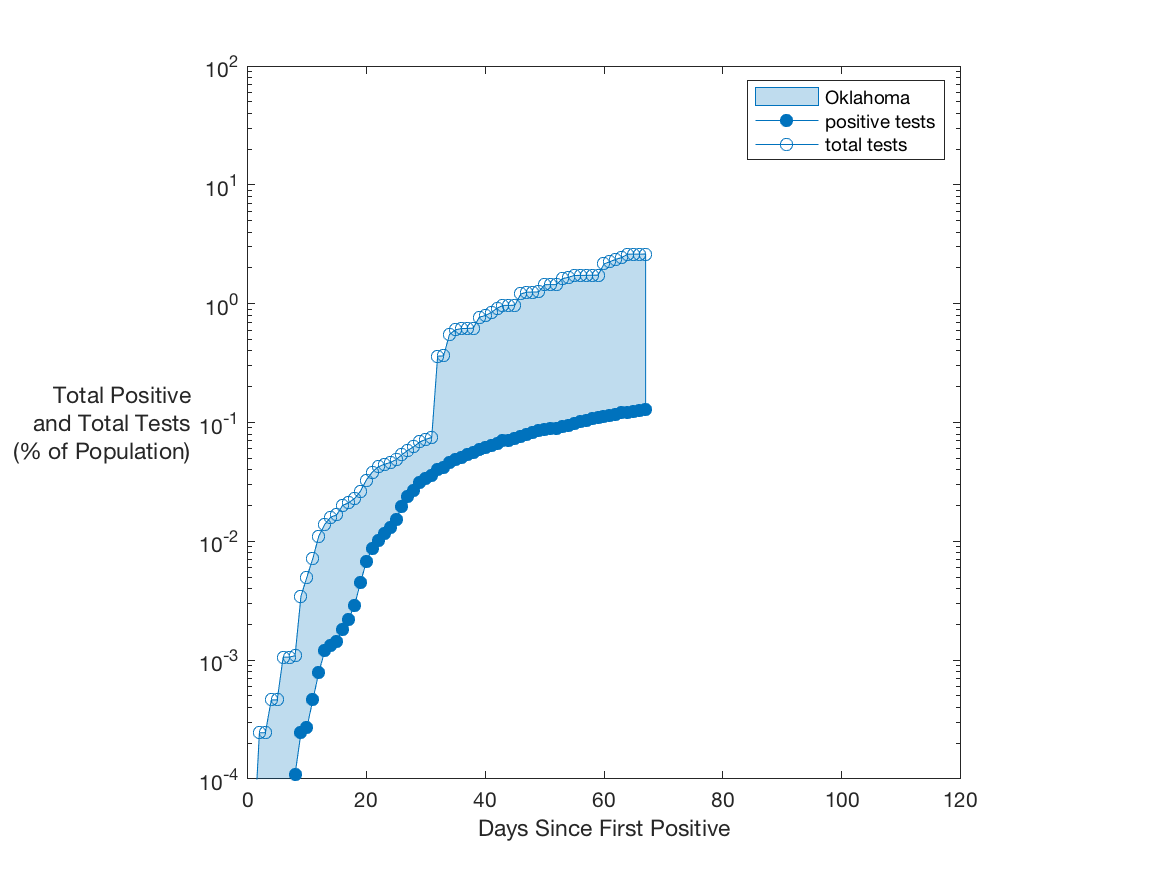 10^2
10^1
10^0
10^-1
10^-2
10^-3
10^-4
Total Positive
and Total Tests
(% of Population)
0 20 40 60 80 100 120
Days Since First Positive
Oklahoma
positive tests
total tests